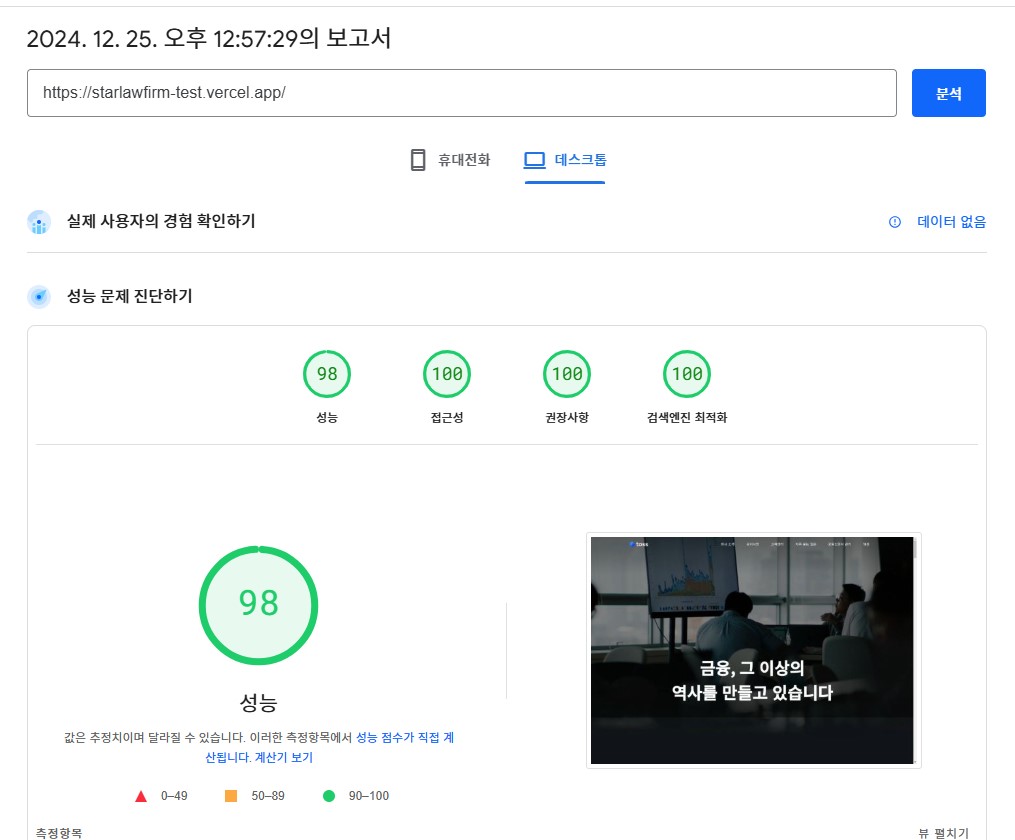 2024. 12. 25. 오후 12:57:29의 보고서
https://starlawfirm-test.vercel.app/
분석
휴대전화
데스크톱
실제 사용자의 경험 확인하기
데이터 없음
성능 문제 진단하기
98
100
100
100
성능
접근성
권장사항
검색엔진 최적화
98
성능
값은 추정치이며 달라질 수 있습니다. 이러한 측정항목에서 성능 점수가 직접 계
산됩니다. 계산기 보기
0–49
50–89
90–100
toss
금융, 그 이상의
역사를 만들고 있습니다
측정항목
뷰 펼치기